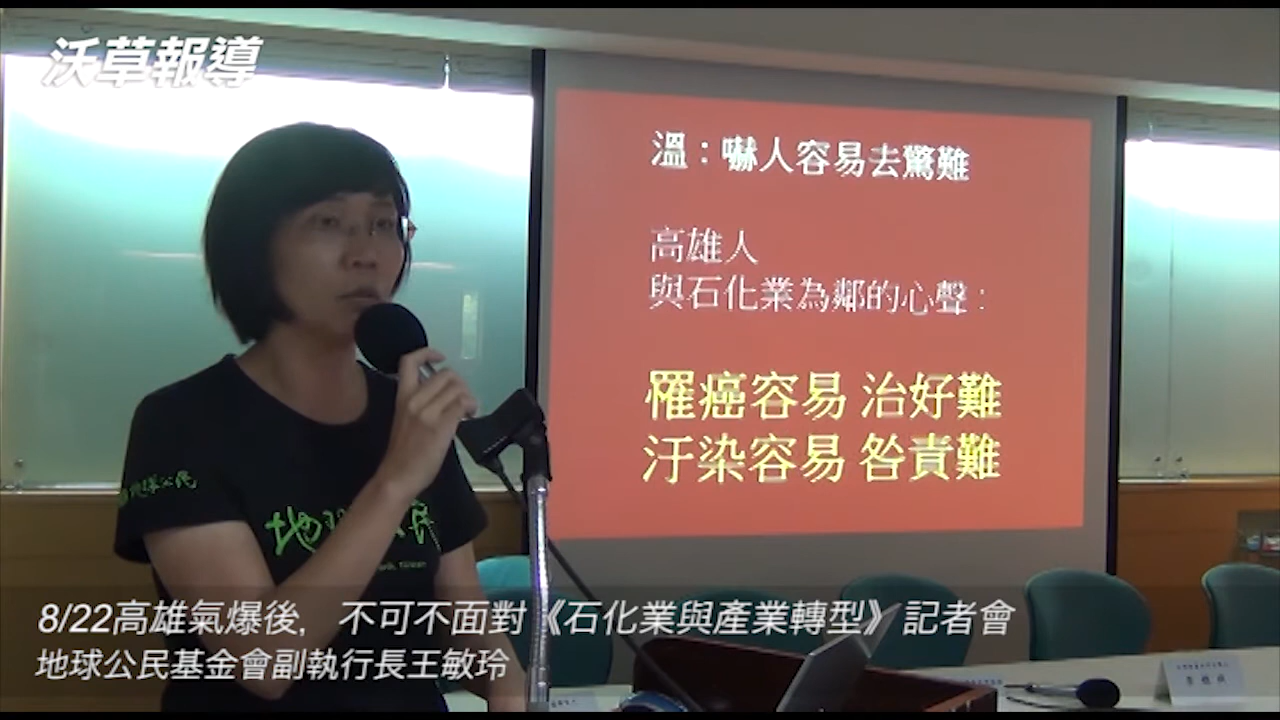 沃草報導
溫：嚇人容易去驚難
高雄人
與石化業為鄰的心聲：
罹癌容易 治好難
汙染容易 咎責難
地球公民
8/22高雄氣爆後，不可不面對《石化業與產業轉型》記者會
地球公民基金會副執行長王敏玲